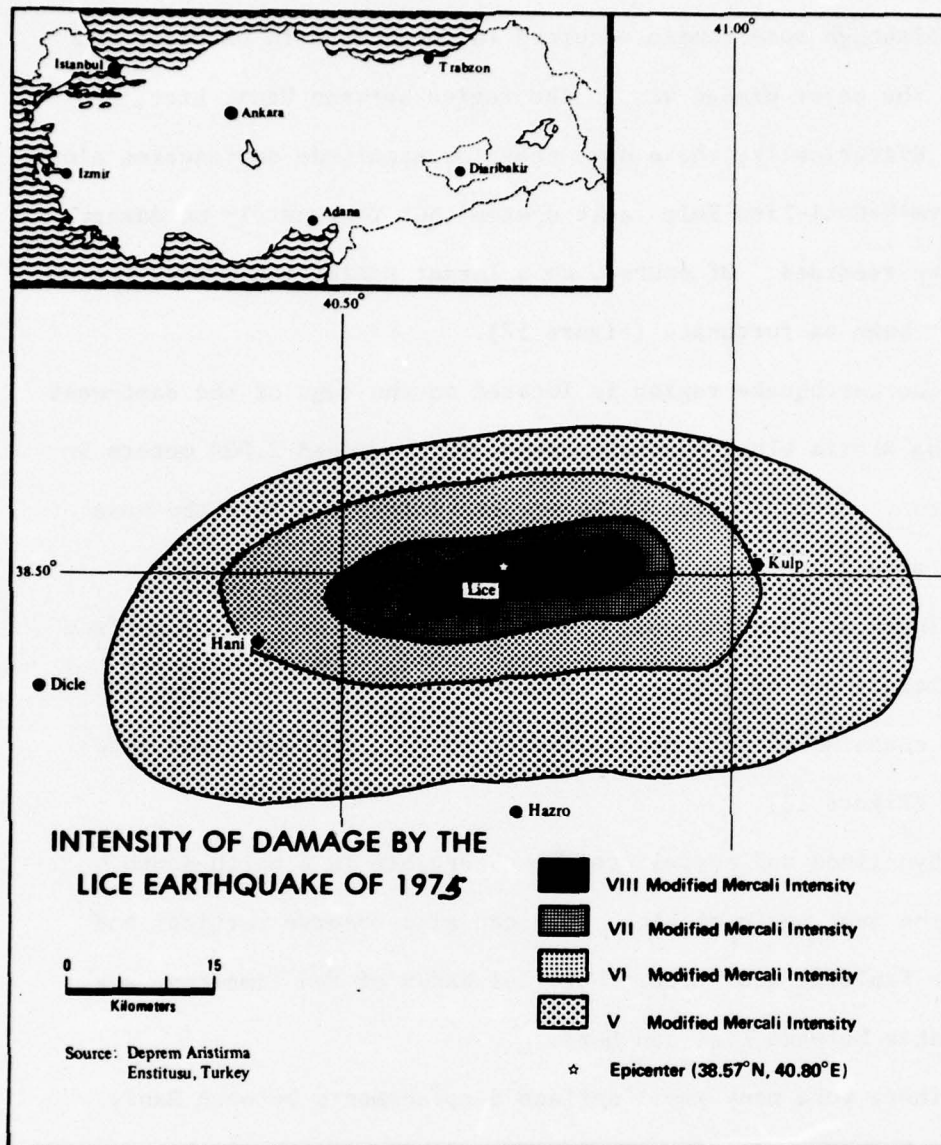 Istanbul
Trabzon
Ankara
Izmir
Diaribakir
Adana
41.00°
40.50°
38.50°
Kulp
Lice
Hani
Dicle
Hazro
INTENSITY OF DAMAGE BY THE
LICE EARTHQUAKE OF 1975
0 15
Kilometers
Source: Deprem Aristirma
Enstitusu, Turkey
VIII Modified Mercali Intensity
VII Modified Mercali Intensity
VI Modified Mercali Intensity
V Modified Mercali Intensity
☆ Epicenter (38.57°N, 40.80°E)